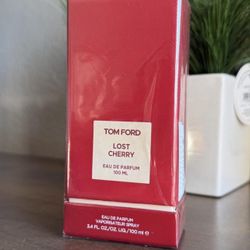 TOM FORD
LOST
CHERRY
EAU DE PARFUM
100 ML
EAU DE PARFUM
VAPORISATEUR SPRAY
3.4 FL.OZ./OZ. LIQ./100 ml ℮